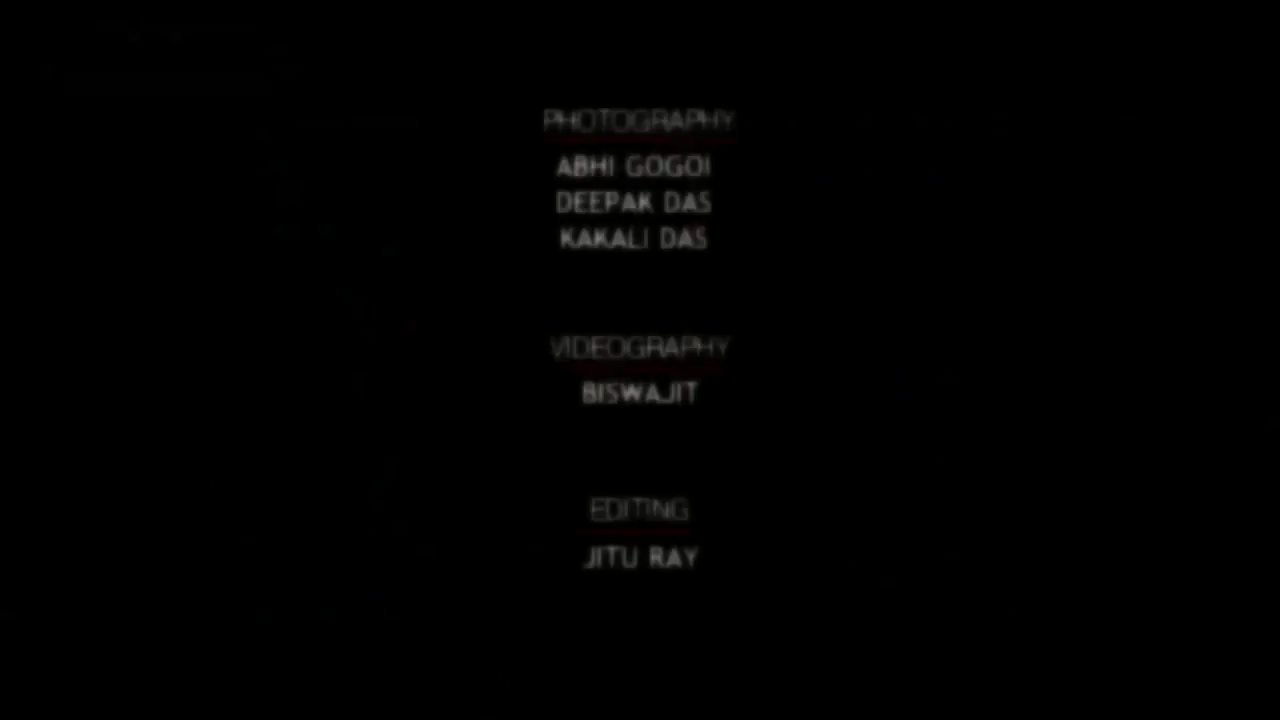 PHOTOGRAPHY
ABHI GOGOI
DEEPAK DAS
KAKALI DAS
VIDEOGRAPHY
BISWAJIT
EDITING
JITU RAY